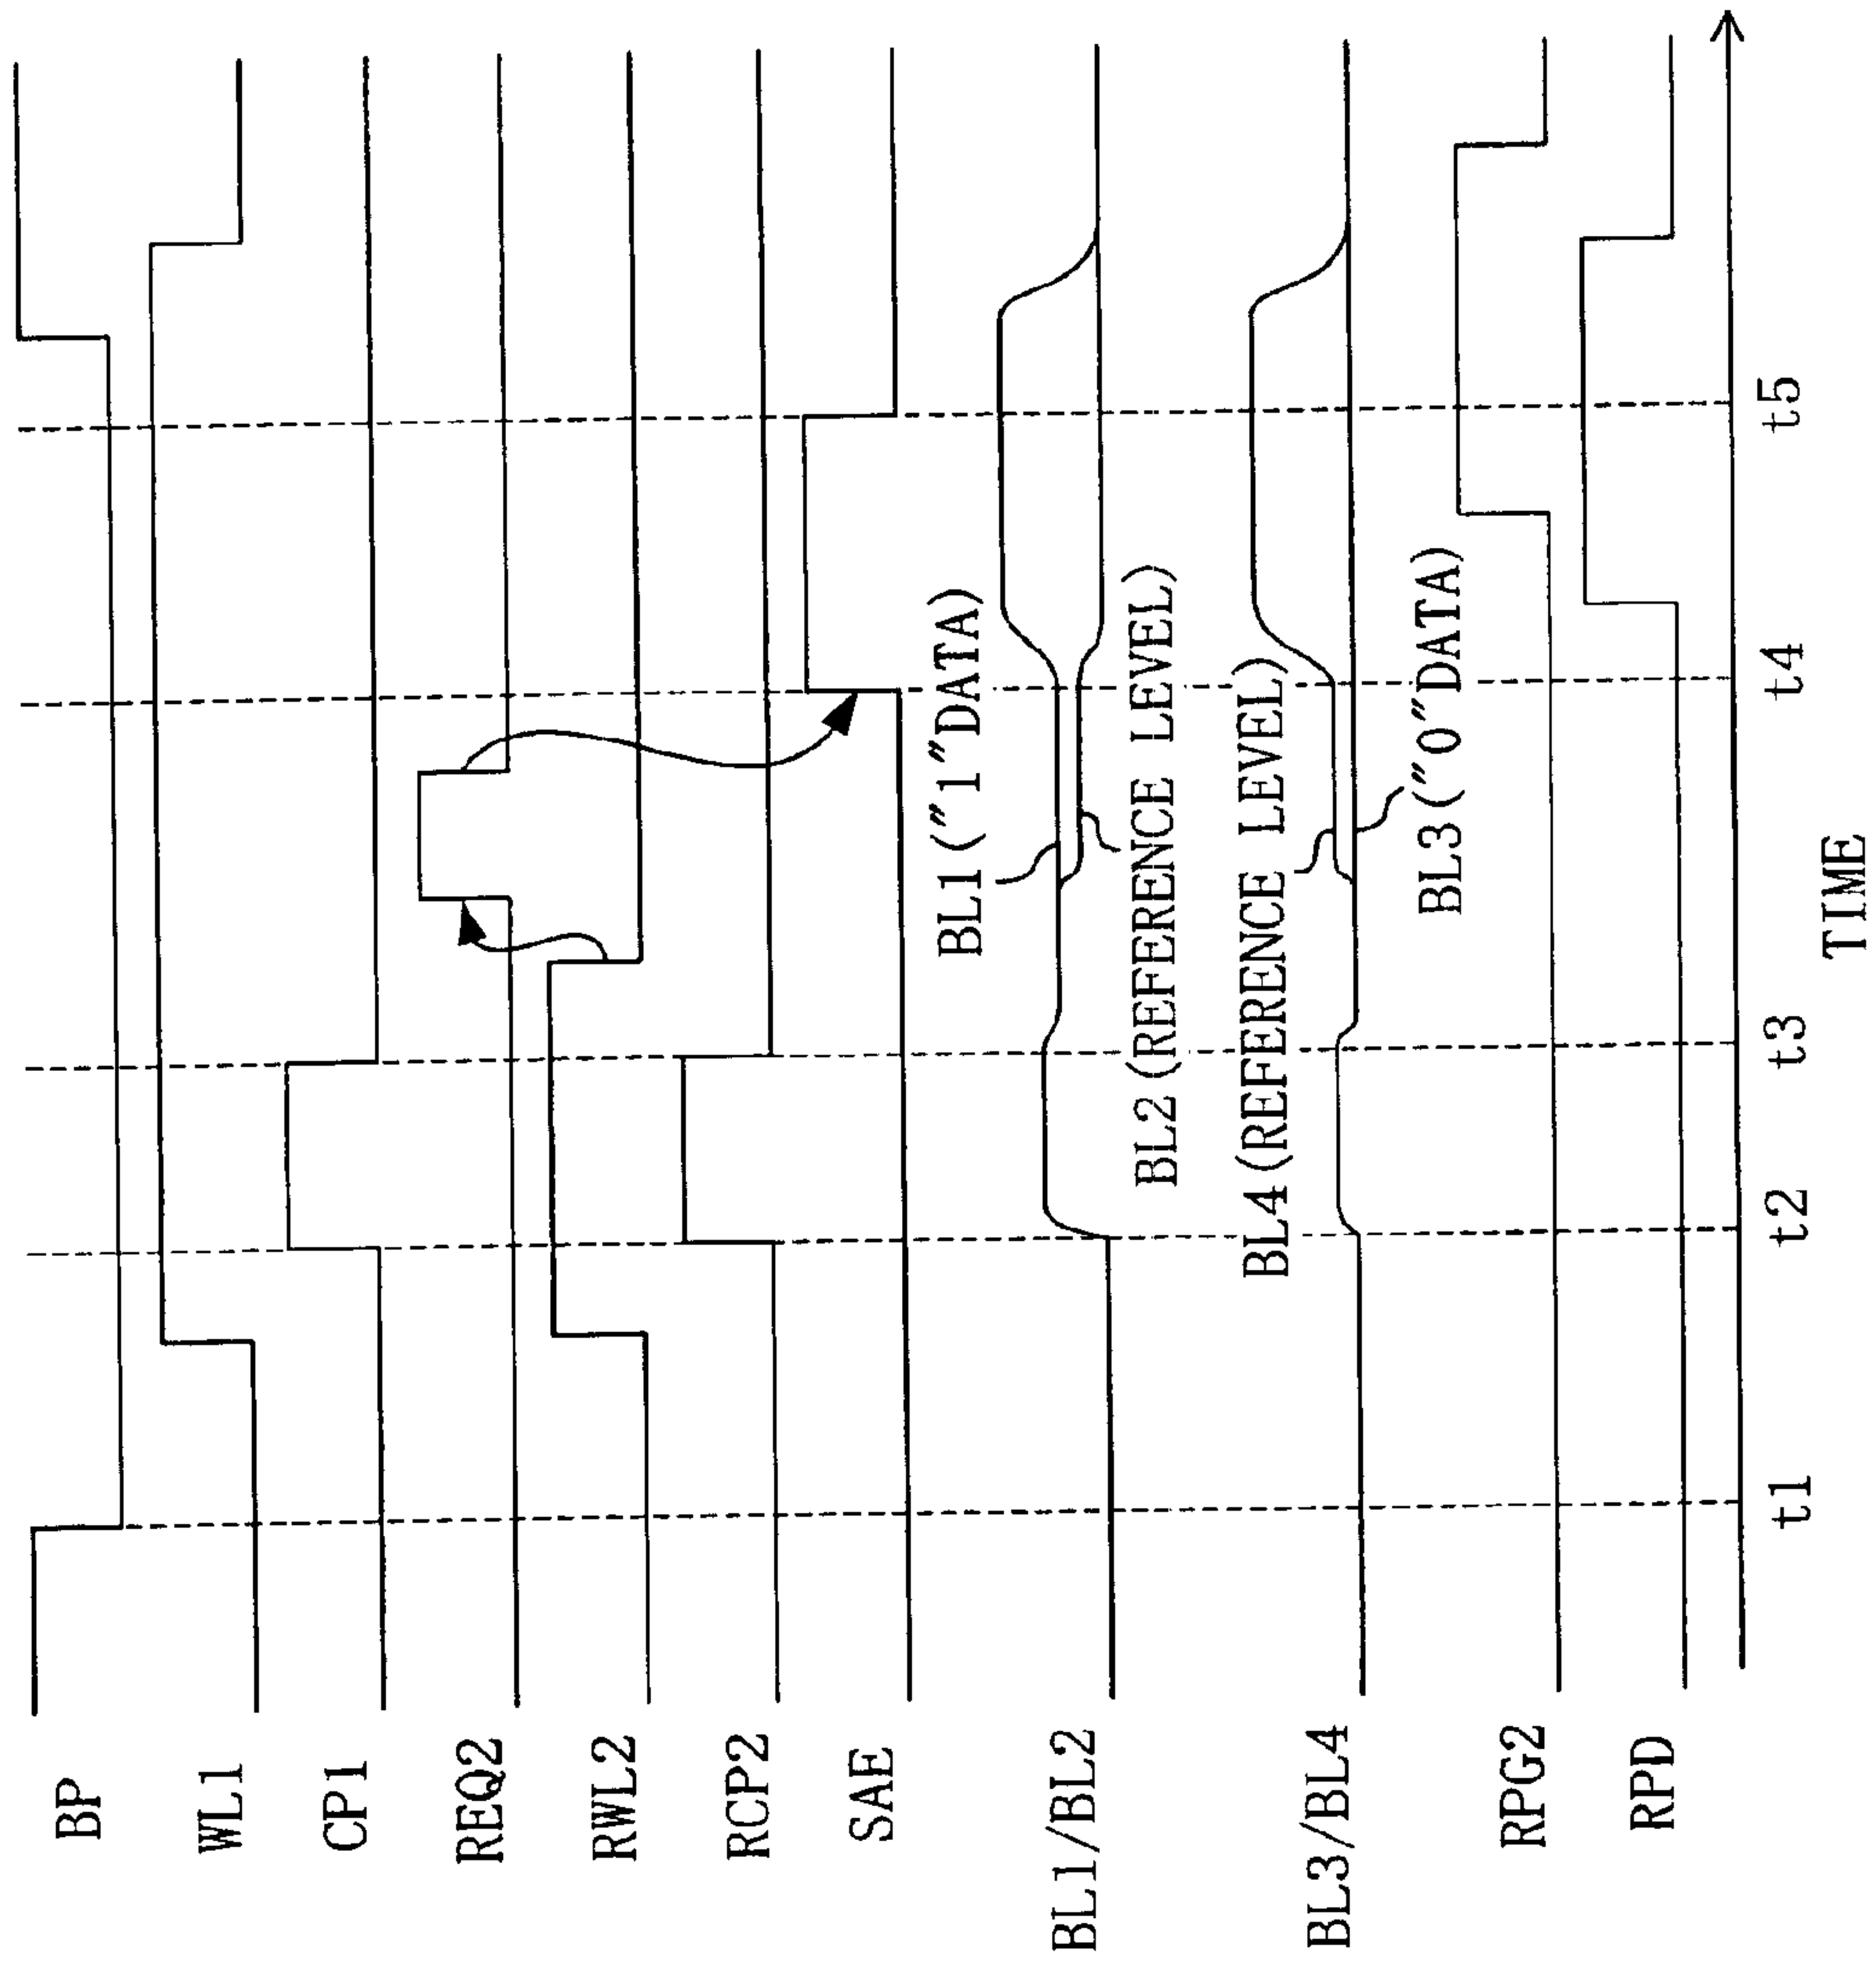 BP
WL1
CP1
REQ2
RWL2
RCP2
SAE
BL1/BL2
BL1("1"DATA)
BL2(REFERENCE LEVEL)
BL4(REFERENCE LEVEL)
BL3/BL4
BL3("0"DATA)
RPG2
RPD
t1
t2
t3
t4
t5
TIME